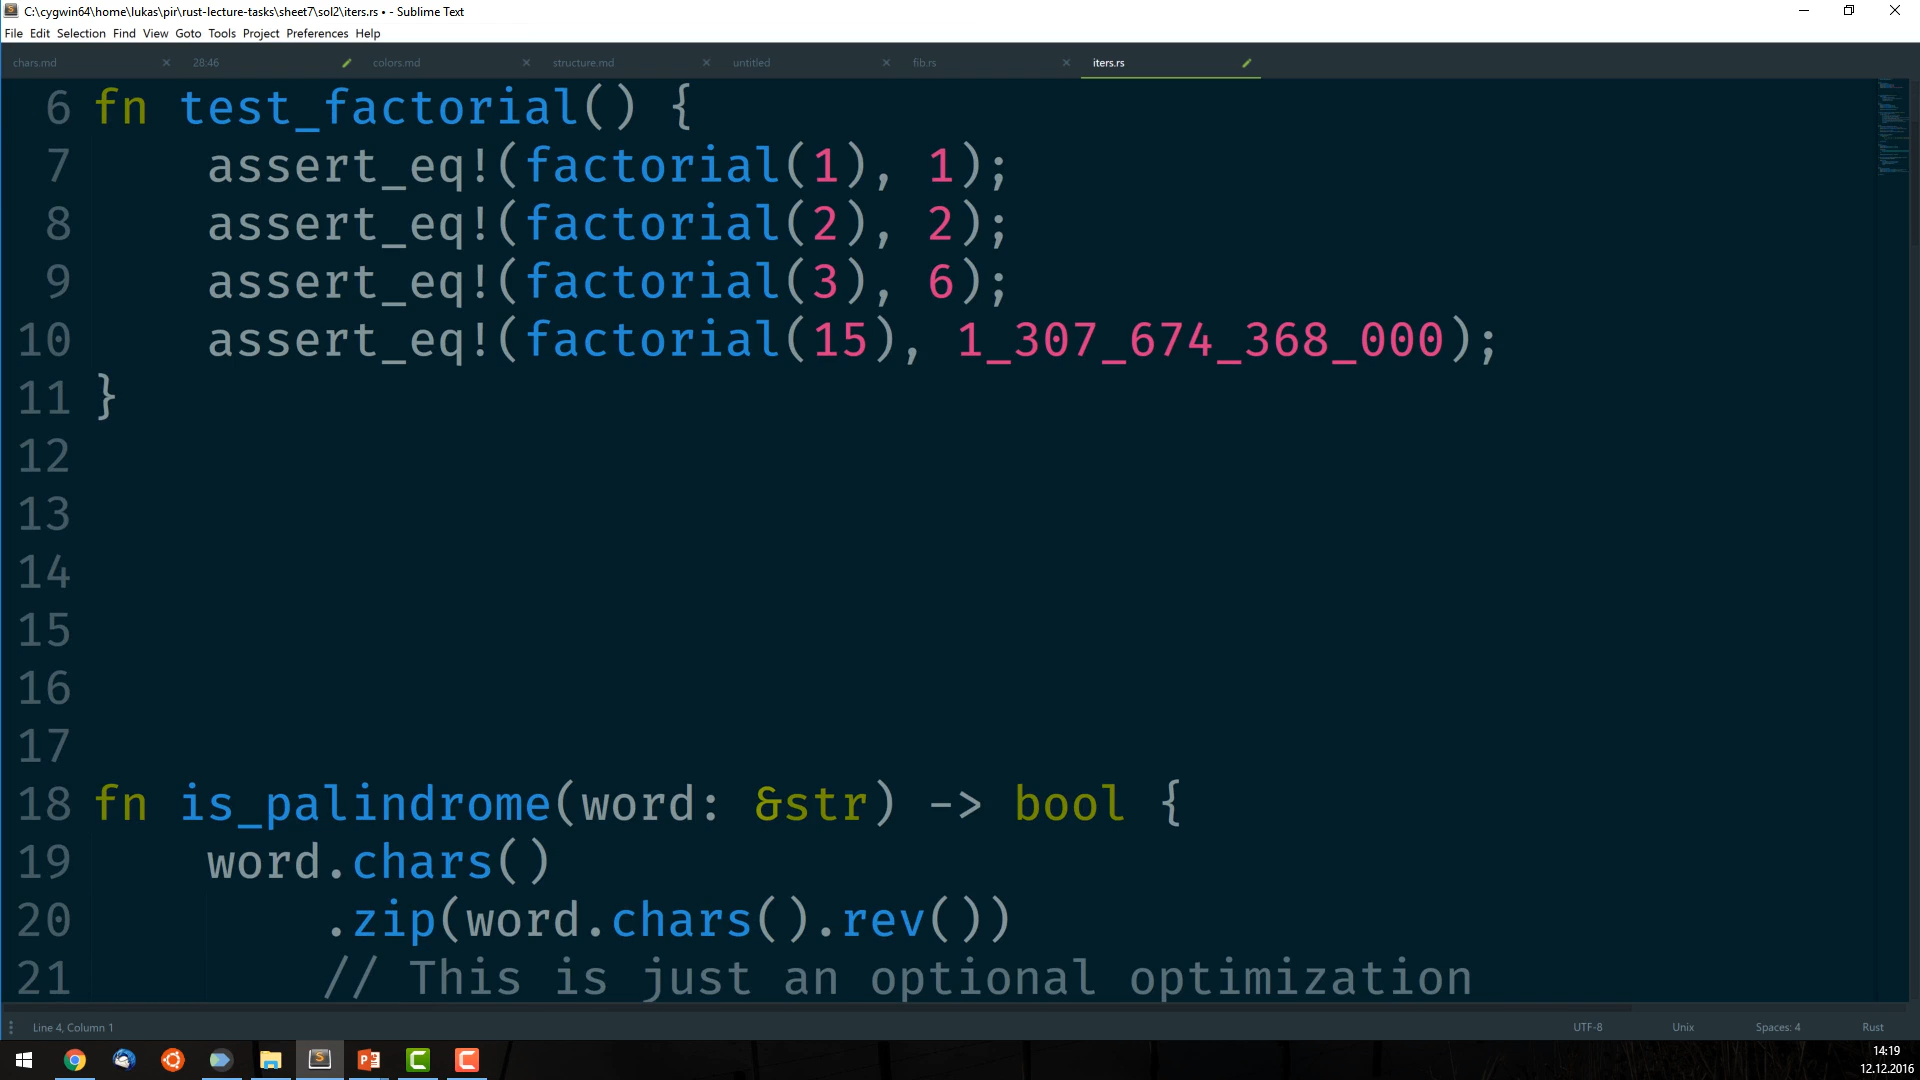 C:\cygwin64\home\lukas\pir\rust-lecture-tasks\sheet7\sol2\iters.rs • - Sublime Text
File Edit Selection Find View Goto Tools Project Preferences Help
chars.md 28:46 colors.md structure.md untitled fib.rs iters.rs
6 fn test_factorial() {
7 assert_eq!(factorial(1), 1);
8 assert_eq!(factorial(2), 2);
9 assert_eq!(factorial(3), 6);
10 assert_eq!(factorial(15), 1_307_674_368_000);
11 }
12
13
14
15
16
17
18 fn is_palindrome(word: &str) -> bool {
19 word.chars()
20 .zip(word.chars().rev())
21 // This is just an optional optimization
Line 4, Column 1 UTF-8 Unix Spaces: 4 Rust
14:19
12.12.2016